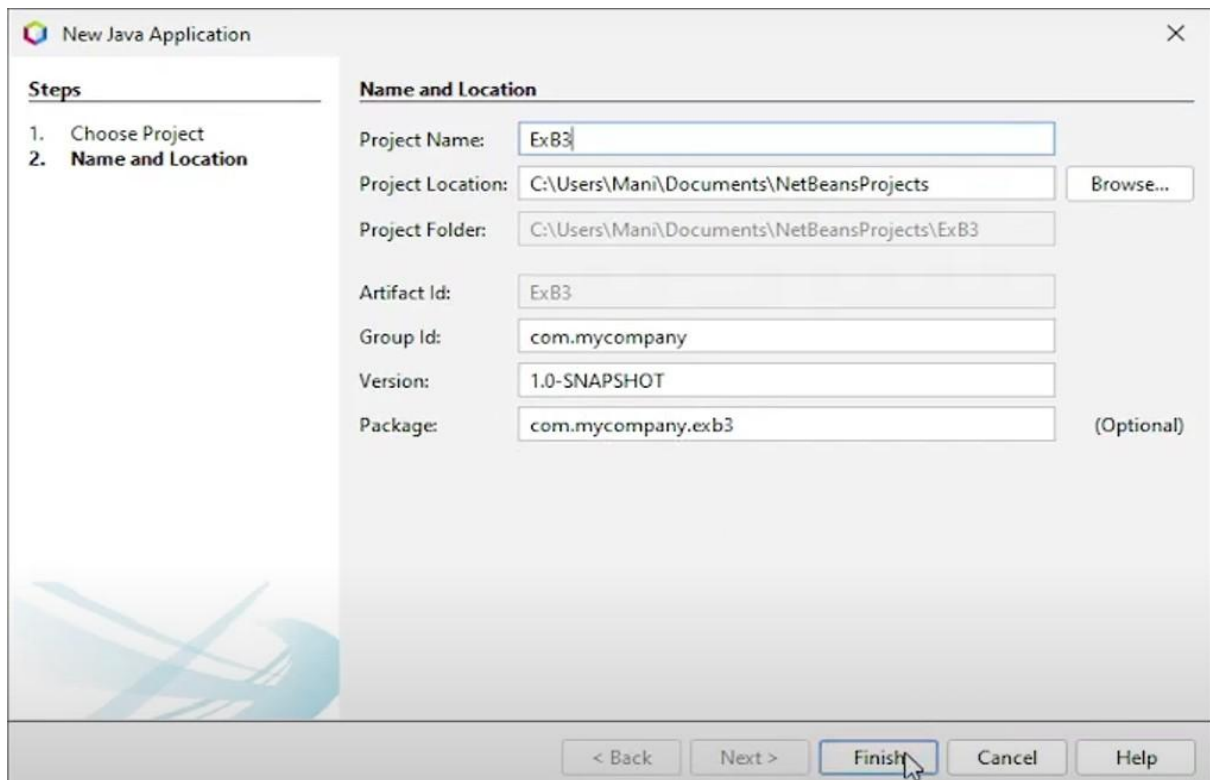 New Java Application
Steps
1. Choose Project
2. Name and Location
Name and Location
Project Name: ExB3
Project Location: C:\Users\Mani\Documents\NetBeansProjects Browse...
Project Folder: C:\Users\Mani\Documents\NetBeansProjects\ExB3
Artifact Id: ExB3
Group Id: com.mycompany
Version: 1.0-SNAPSHOT
Package: com.mycompany.exb3 (Optional)
< Back Next > Finish Cancel Help